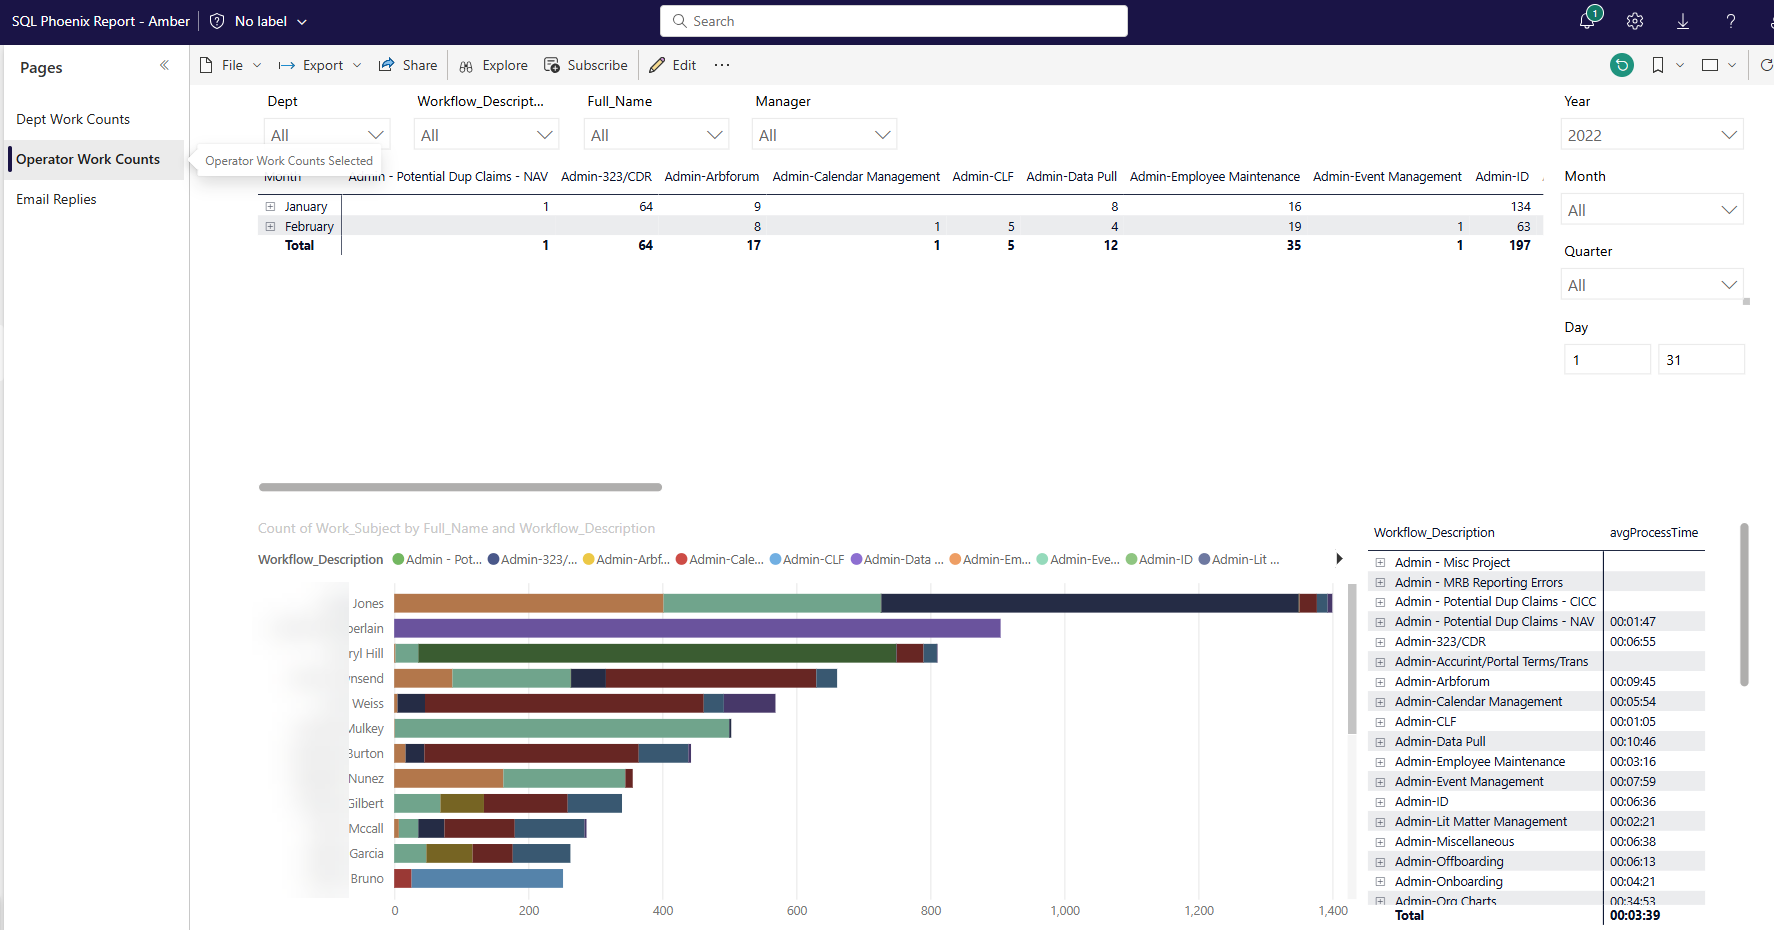 SQL Phoenix Report - Amber No label Search 1 ?
Pages File Export Share Explore Subscribe Edit ...
Dept Work Counts
Operator Work Counts
Email Replies
Operator Work Counts Selected
Dept Workflow_Descript... Full_Name Manager Year
All All All All 2022
Month
All
Quarter
All
Day
1 31
Month Admin - Potential Dup Claims - NAV Admin-323/CDR Admin-Arbforum Admin-Calendar Management Admin-CLF Admin-Data Pull Admin-Employee Maintenance Admin-Event Management Admin-ID
January 1 64 9 8 16 134
February 8 1 5 4 19 1 63
Total 1 64 17 1 5 12 35 1 197
Count of Work_Subject by Full_Name and Workflow_Description
Workflow_Description Admin - Pot... Admin-323/... Admin-Arbf... Admin-Cale... Admin-CLF Admin-Data ... Admin-Em... Admin-Eve... Admin-ID Admin-Lit ...
Jones
berlain
ryl Hill
nsend
Weiss
Mulkey
Burton
Nunez
Gilbert
Mccall
Garcia
Bruno
0 200 400 600 800 1,000 1,200 1,400
Workflow_Description avgProcessTime
Admin - Misc Project
Admin - MRB Reporting Errors
Admin - Potential Dup Claims - CICC
Admin - Potential Dup Claims - NAV 00:01:47
Admin-323/CDR 00:06:55
Admin-Accurint/Portal Terms/Trans
Admin-Arbforum 00:09:45
Admin-Calendar Management 00:05:54
Admin-CLF 00:01:05
Admin-Data Pull 00:10:46
Admin-Employee Maintenance 00:03:16
Admin-Event Management 00:07:59
Admin-ID 00:06:36
Admin-Lit Matter Management 00:02:21
Admin-Miscellaneous 00:06:38
Admin-Offboarding 00:06:13
Admin-Onboarding 00:04:21
Admin-Org Charts 00:34:53
Total 00:03:39